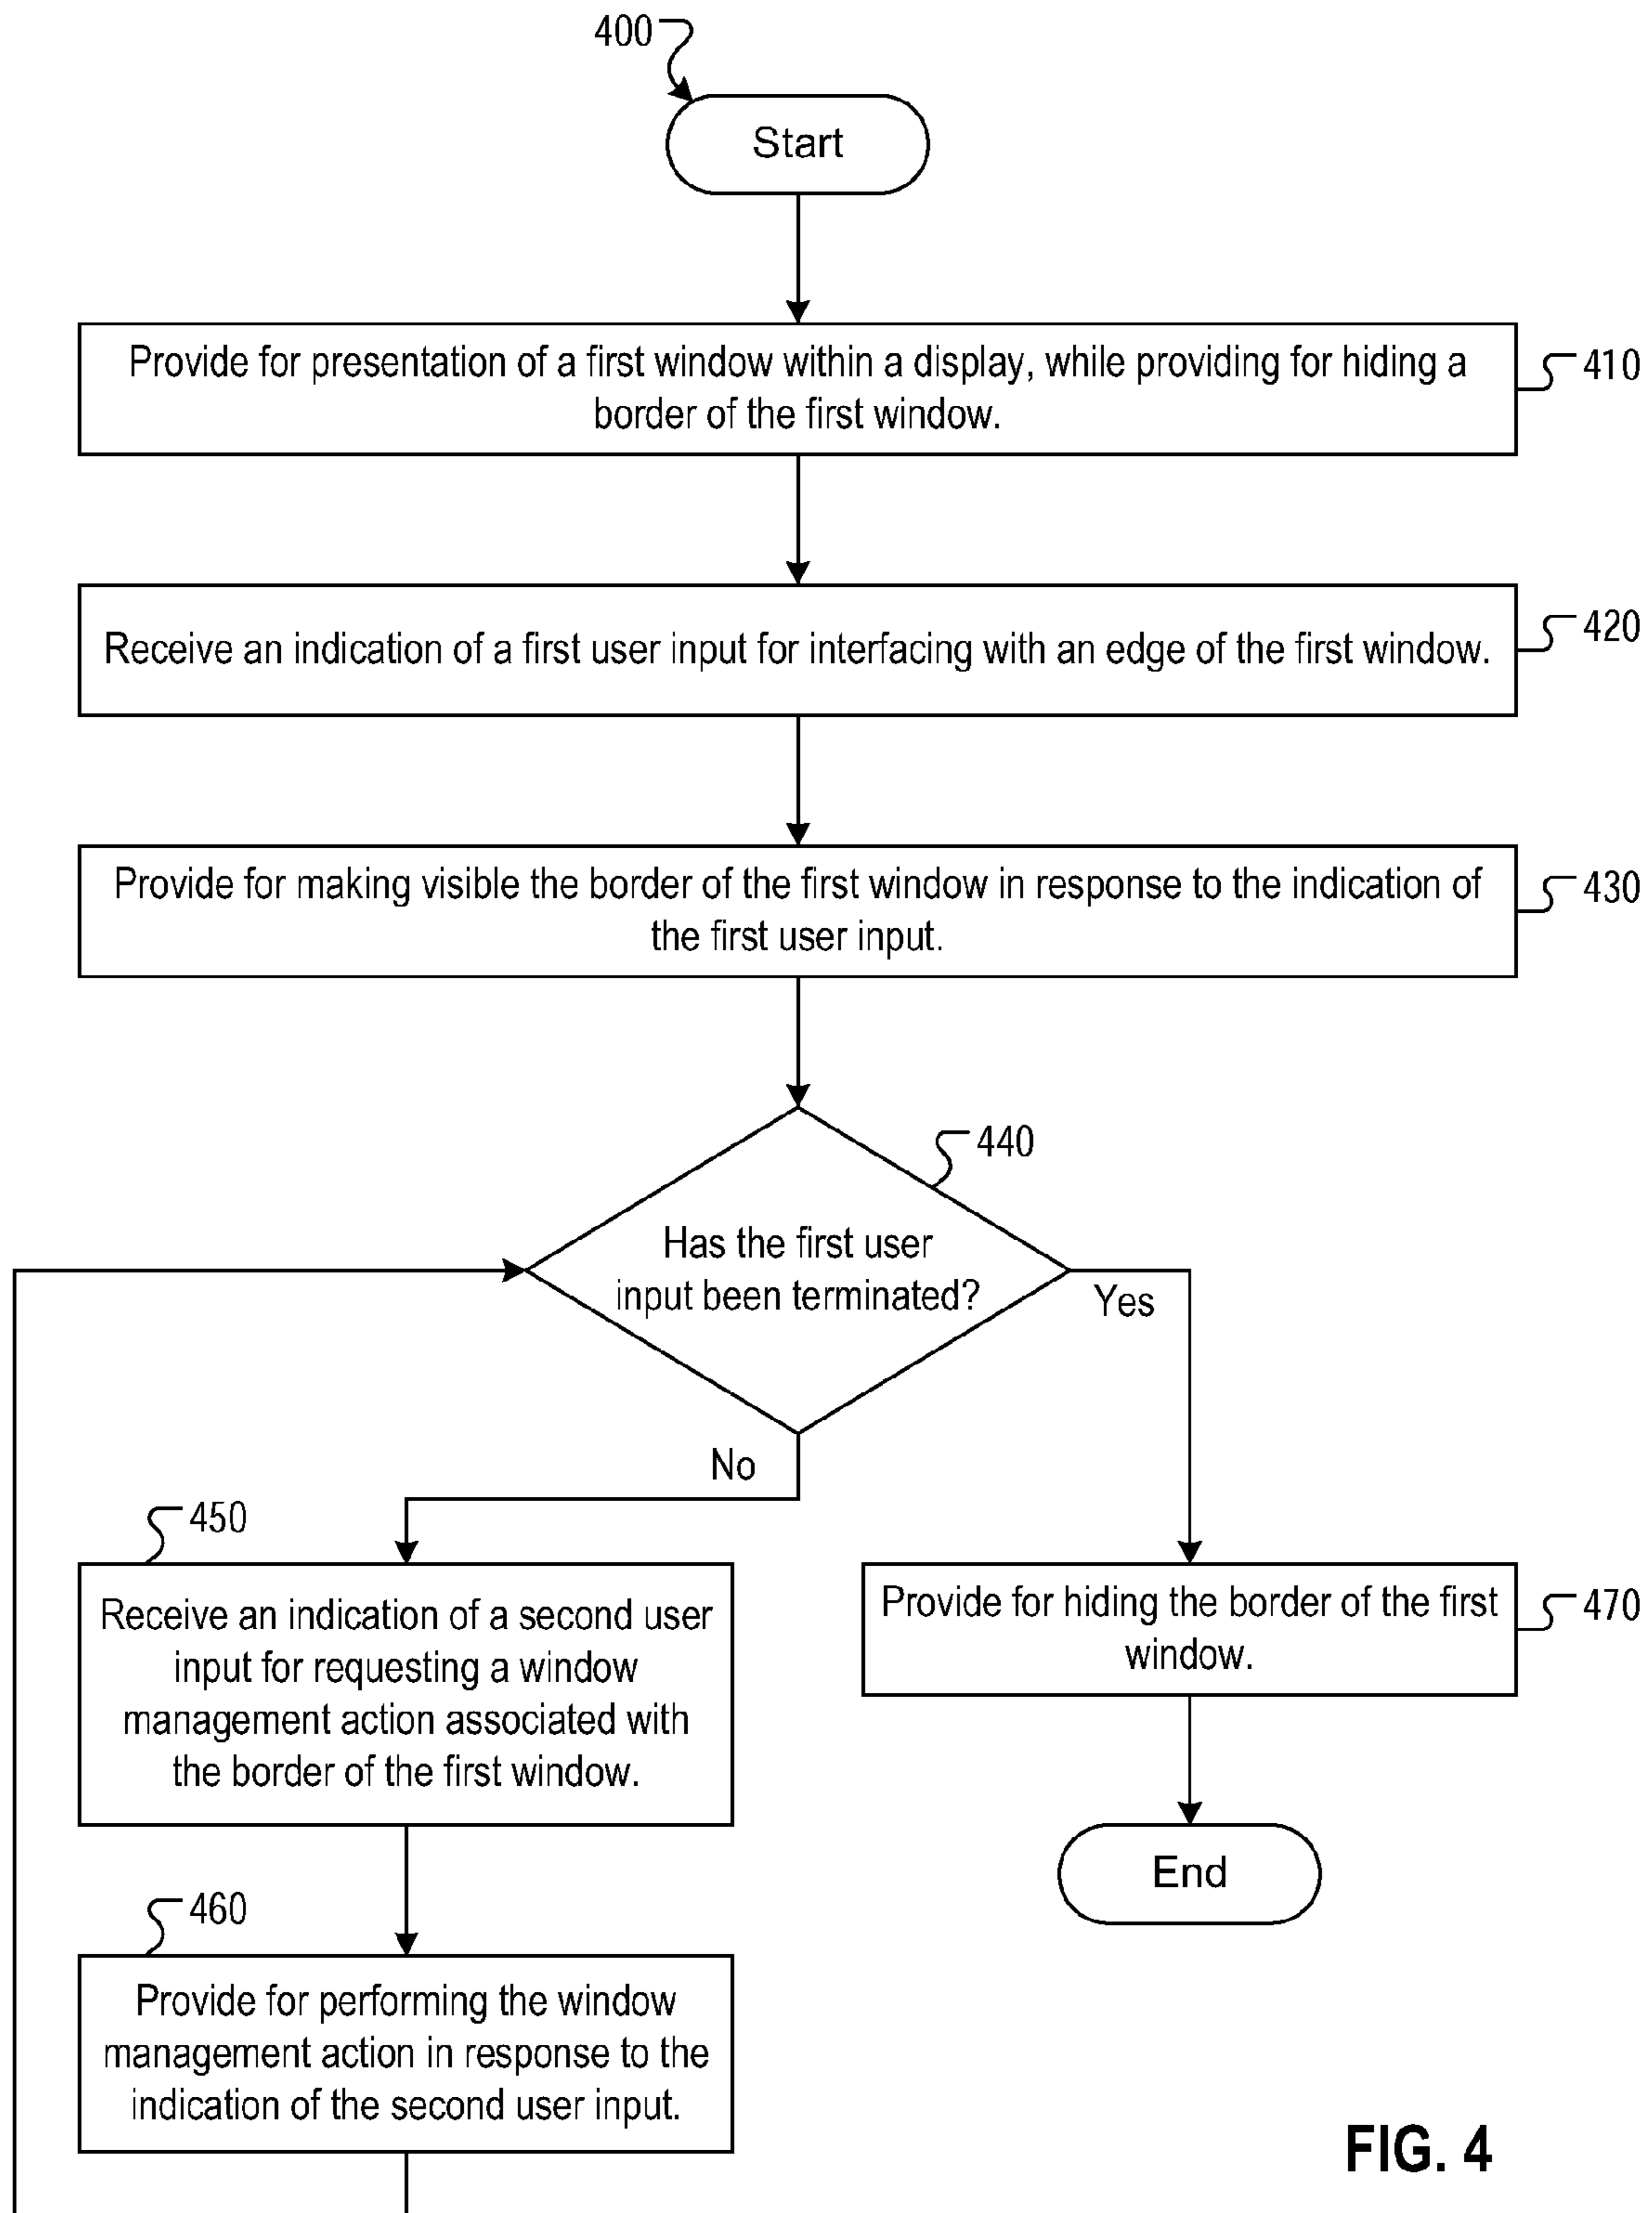 400
Start
Provide for presentation of a first window within a display, while providing for hiding a
border of the first window.
410
Receive an indication of a first user input for interfacing with an edge of the first window.
420
Provide for making visible the border of the first window in response to the indication of
the first user input.
430
440
Has the first user
input been terminated?
Yes
No
450
Receive an indication of a second user
input for requesting a window
management action associated with
the border of the first window.
Provide for hiding the border of the first
window.
470
End
460
Provide for performing the window
management action in response to the
indication of the second user input.
FIG. 4